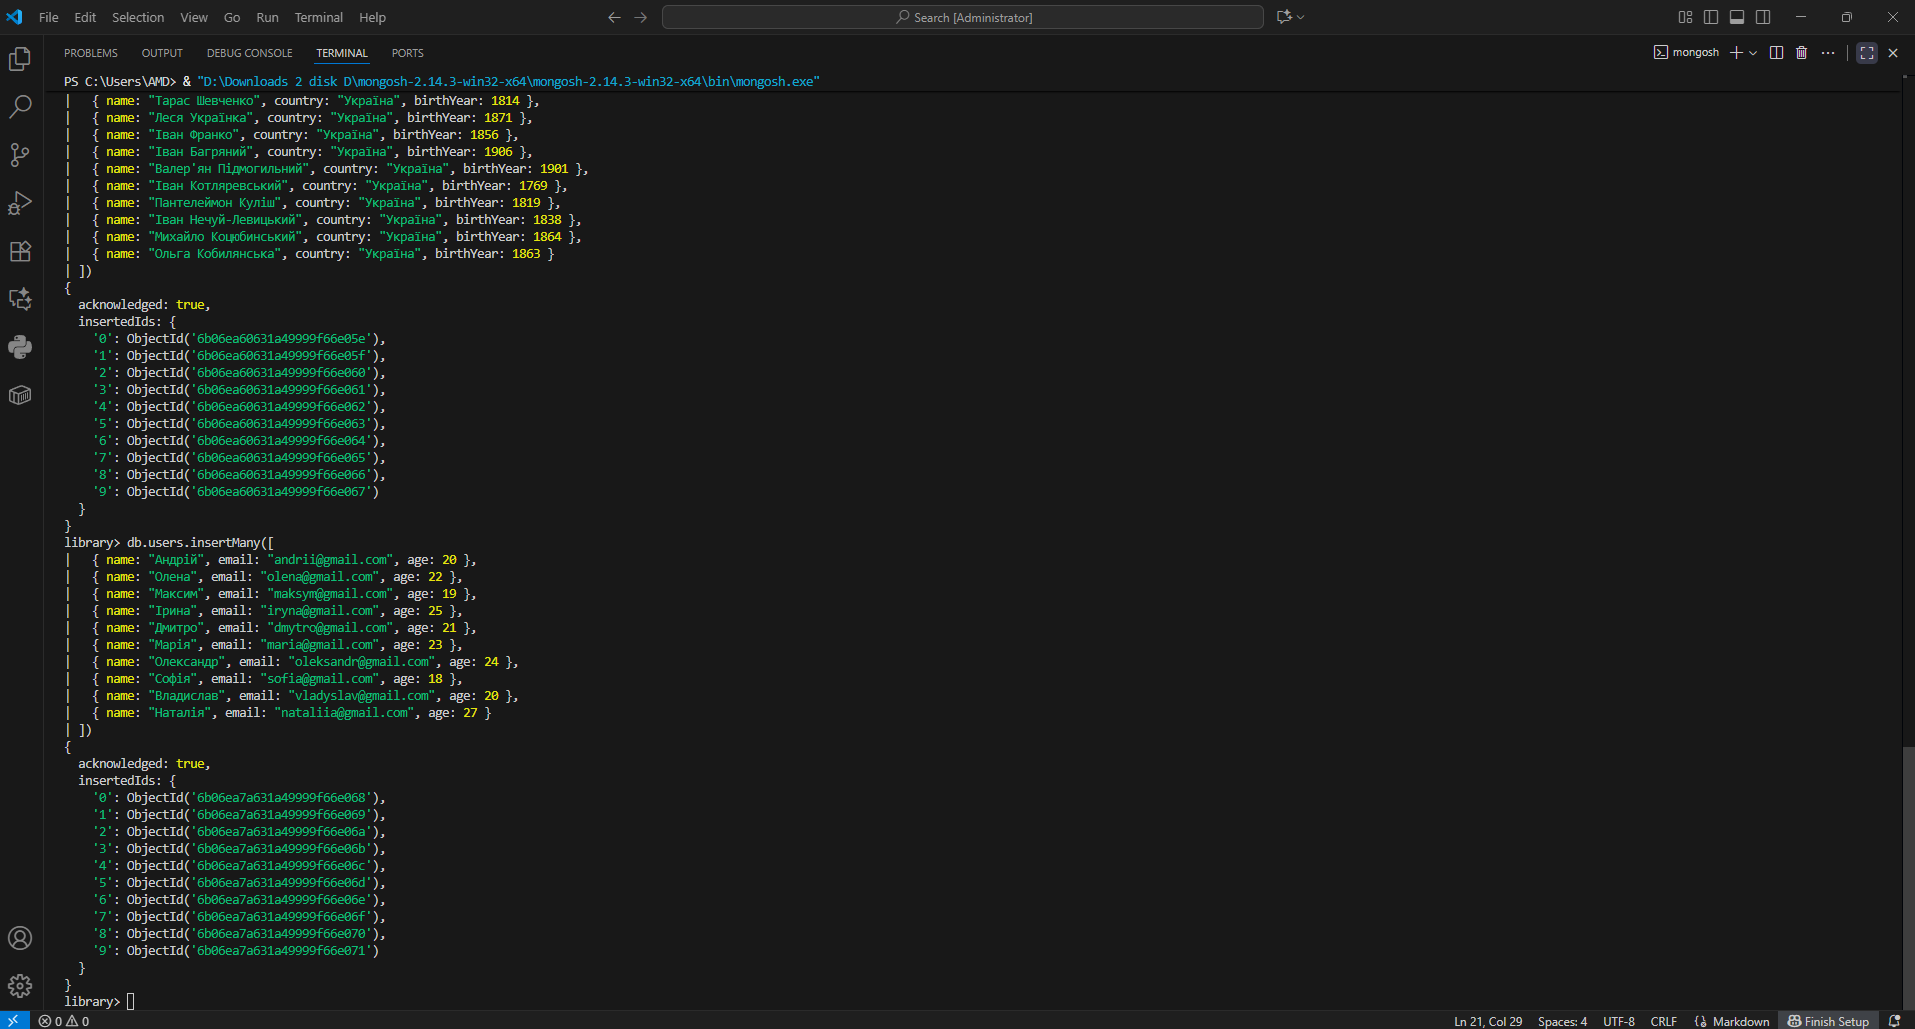 File Edit Selection View Go Run Terminal Help
Search [Administrator]
PROBLEMS OUTPUT DEBUG CONSOLE TERMINAL PORTS
mongosh
PS C:\Users\AMD> & "D:\Downloads 2 disk D\mongosh-2.14.3-win32-x64\mongosh-2.14.3-win32-x64\bin\mongosh.exe"
|   { name: "Тарас Шевченко", country: "Україна", birthYear: 1814 },
|   { name: "Леся Українка", country: "Україна", birthYear: 1871 },
|   { name: "Іван Франко", country: "Україна", birthYear: 1856 },
|   { name: "Іван Багряний", country: "Україна", birthYear: 1906 },
|   { name: "Валер'ян Підмогильний", country: "Україна", birthYear: 1901 },
|   { name: "Іван Котляревський", country: "Україна", birthYear: 1769 },
|   { name: "Пантелеймон Куліш", country: "Україна", birthYear: 1819 },
|   { name: "Іван Нечуй-Левицький", country: "Україна", birthYear: 1838 },
|   { name: "Михайло Коцюбинський", country: "Україна", birthYear: 1864 },
|   { name: "Ольга Кобилянська", country: "Україна", birthYear: 1863 }
| ])
{
  acknowledged: true,
  insertedIds: {
    '0': ObjectId('6b06ea60631a49999f66e05e'),
    '1': ObjectId('6b06ea60631a49999f66e05f'),
    '2': ObjectId('6b06ea60631a49999f66e060'),
    '3': ObjectId('6b06ea60631a49999f66e061'),
    '4': ObjectId('6b06ea60631a49999f66e062'),
    '5': ObjectId('6b06ea60631a49999f66e063'),
    '6': ObjectId('6b06ea60631a49999f66e064'),
    '7': ObjectId('6b06ea60631a49999f66e065'),
    '8': ObjectId('6b06ea60631a49999f66e066'),
    '9': ObjectId('6b06ea60631a49999f66e067')
  }
}
library> db.users.insertMany([
|   { name: "Андрій", email: "andrii@gmail.com", age: 20 },
|   { name: "Олена", email: "olena@gmail.com", age: 22 },
|   { name: "Максим", email: "maksym@gmail.com", age: 19 },
|   { name: "Ірина", email: "iryna@gmail.com", age: 25 },
|   { name: "Дмитро", email: "dmytro@gmail.com", age: 21 },
|   { name: "Марія", email: "maria@gmail.com", age: 23 },
|   { name: "Олександр", email: "oleksandr@gmail.com", age: 24 },
|   { name: "Софія", email: "sofia@gmail.com", age: 18 },
|   { name: "Владислав", email: "vladyslav@gmail.com", age: 20 },
|   { name: "Наталія", email: "nataliia@gmail.com", age: 27 }
| ])
{
  acknowledged: true,
  insertedIds: {
    '0': ObjectId('6b06ea7a631a49999f66e068'),
    '1': ObjectId('6b06ea7a631a49999f66e069'),
    '2': ObjectId('6b06ea7a631a49999f66e06a'),
    '3': ObjectId('6b06ea7a631a49999f66e06b'),
    '4': ObjectId('6b06ea7a631a49999f66e06c'),
    '5': ObjectId('6b06ea7a631a49999f66e06d'),
    '6': ObjectId('6b06ea7a631a49999f66e06e'),
    '7': ObjectId('6b06ea7a631a49999f66e06f'),
    '8': ObjectId('6b06ea7a631a49999f66e070'),
    '9': ObjectId('6b06ea7a631a49999f66e071')
  }
}
library>
0 0 Ln 21, Col 29 Spaces: 4 UTF-8 CRLF {} Markdown Finish Setup